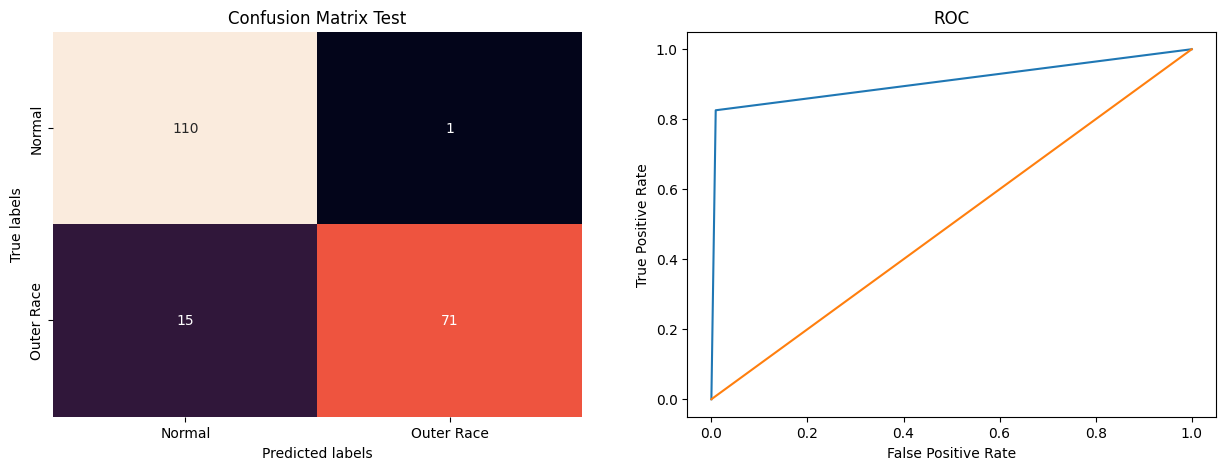 Confusion Matrix Test
Normal
Outer Race
True labels
110
1
15
71
Normal
Outer Race
Predicted labels
ROC
True Positive Rate
1.0
0.8
0.6
0.4
0.2
0.0
0.0
0.2
0.4
0.6
0.8
1.0
False Positive Rate